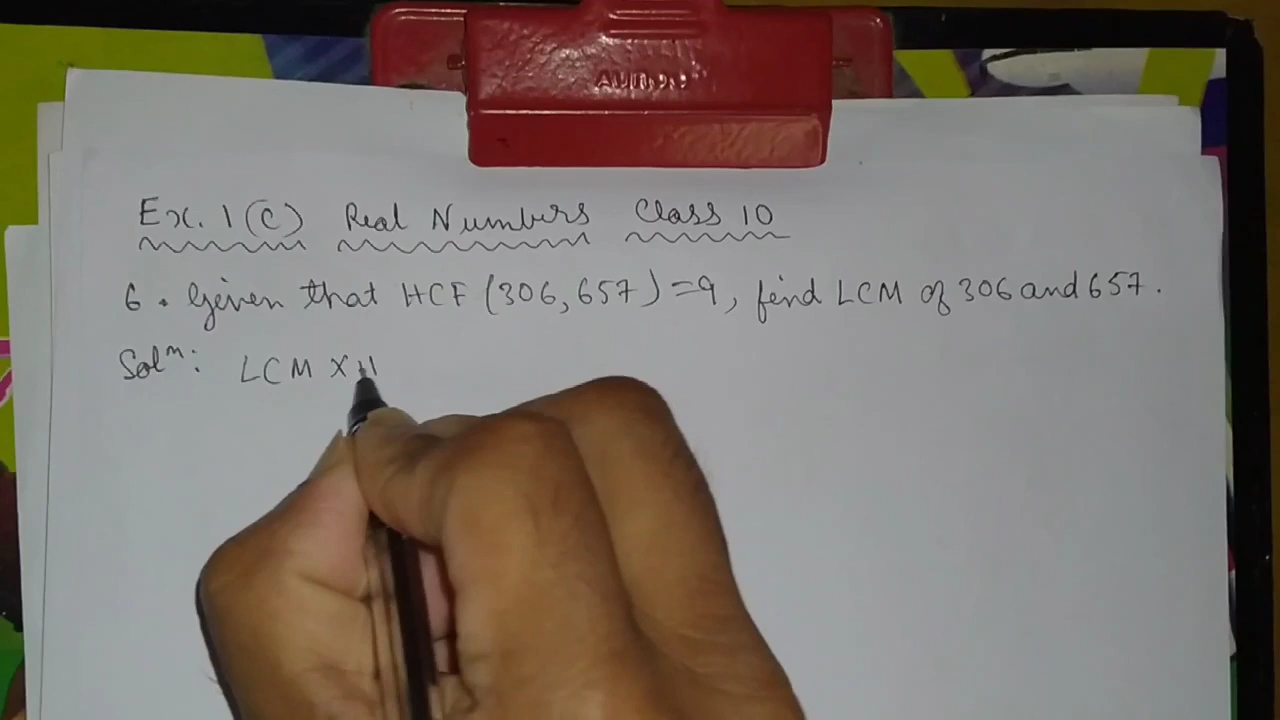 Ex. 1 (C) Real Numbers Class 10
6. Given that HCF (306, 657) = 9, find LCM of 306 and 657.
Solⁿ: LCM X H